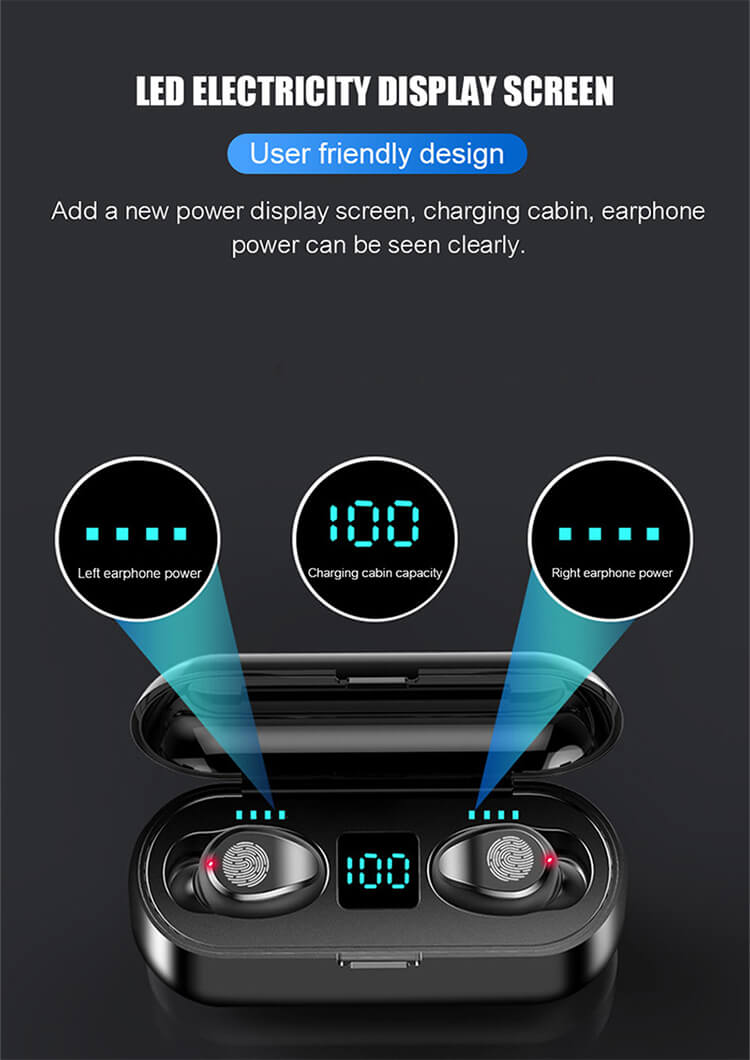 LED ELECTRICITY DISPLAY SCREEN
User friendly design
Add a new power display screen, charging cabin, earphone
power can be seen clearly.
100
Left earphone power
Charging cabin capacity
Right earphone power
100